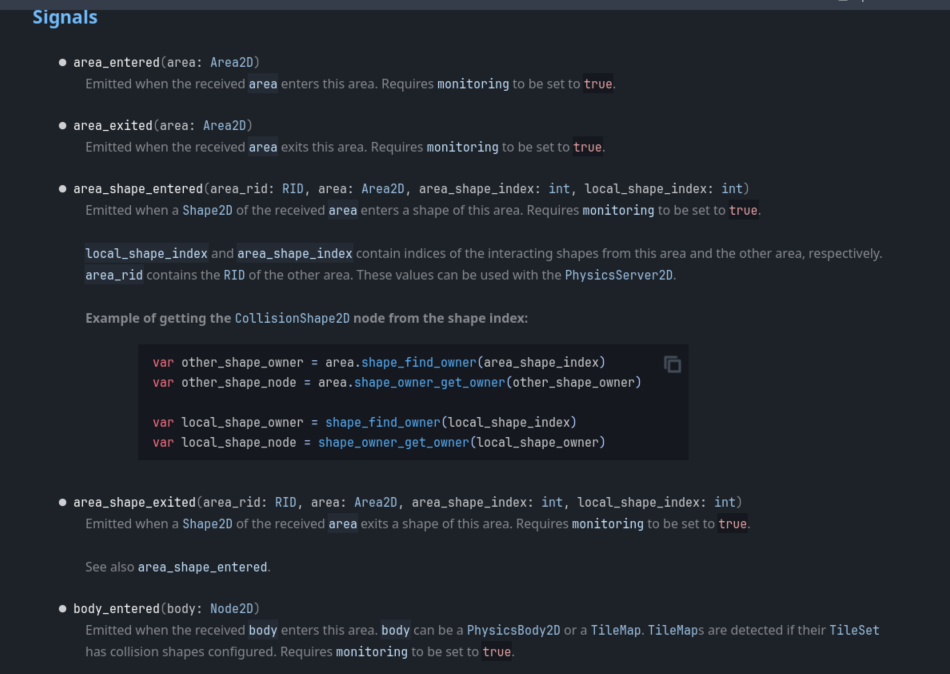 Signals
area_entered(area: Area2D)
Emitted when the received area enters this area. Requires monitoring to be set to true.
area_exited(area: Area2D)
Emitted when the received area exits this area. Requires monitoring to be set to true.
area_shape_entered(area_rid: RID, area: Area2D, area_shape_index: int, local_shape_index: int)
Emitted when a Shape2D of the received area enters a shape of this area. Requires monitoring to be set to true.
local_shape_index and area_shape_index contain indices of the interacting shapes from this area and the other area, respectively.
area_rid contains the RID of the other area. These values can be used with the PhysicsServer2D.
Example of getting the CollisionShape2D node from the shape index:
var other_shape_owner = area.shape_find_owner(area_shape_index)
var other_shape_node = area.shape_owner_get_owner(other_shape_owner)
var local_shape_owner = shape_find_owner(local_shape_index)
var local_shape_node = shape_owner_get_owner(local_shape_owner)
area_shape_exited(area_rid: RID, area: Area2D, area_shape_index: int, local_shape_index: int)
Emitted when a Shape2D of the received area exits a shape of this area. Requires monitoring to be set to true.
See also area_shape_entered.
body_entered(body: Node2D)
Emitted when the received body enters this area. body can be a PhysicsBody2D or a TileMap. TileMaps are detected if their TileSet
has collision shapes configured. Requires monitoring to be set to true.